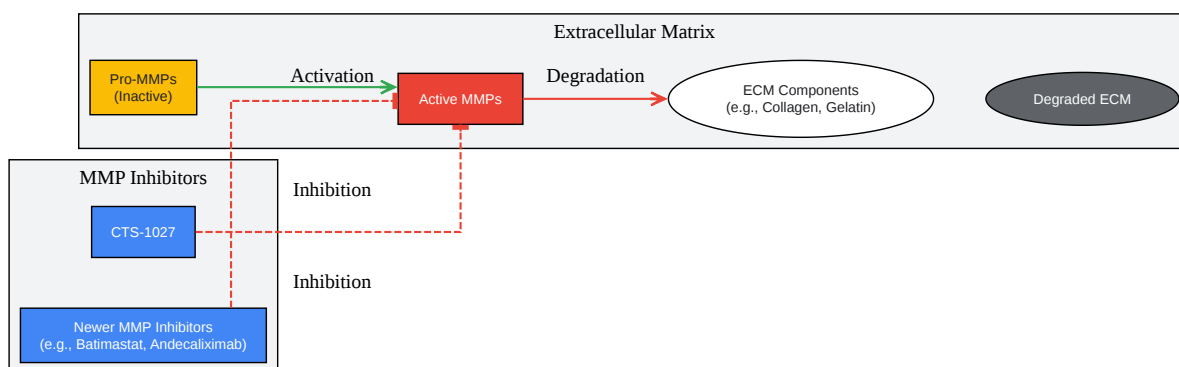 Extracellular Matrix
Pro-MMPs
(Inactive)
Activation
Active MMPs
Degradation
ECM Components
(e.g., Collagen, Gelatin)
Degraded ECM
MMP Inhibitors
Inhibition
CTS-1027
Inhibition
Newer MMP Inhibitors
(e.g., Batimastat, Andecaliximab)